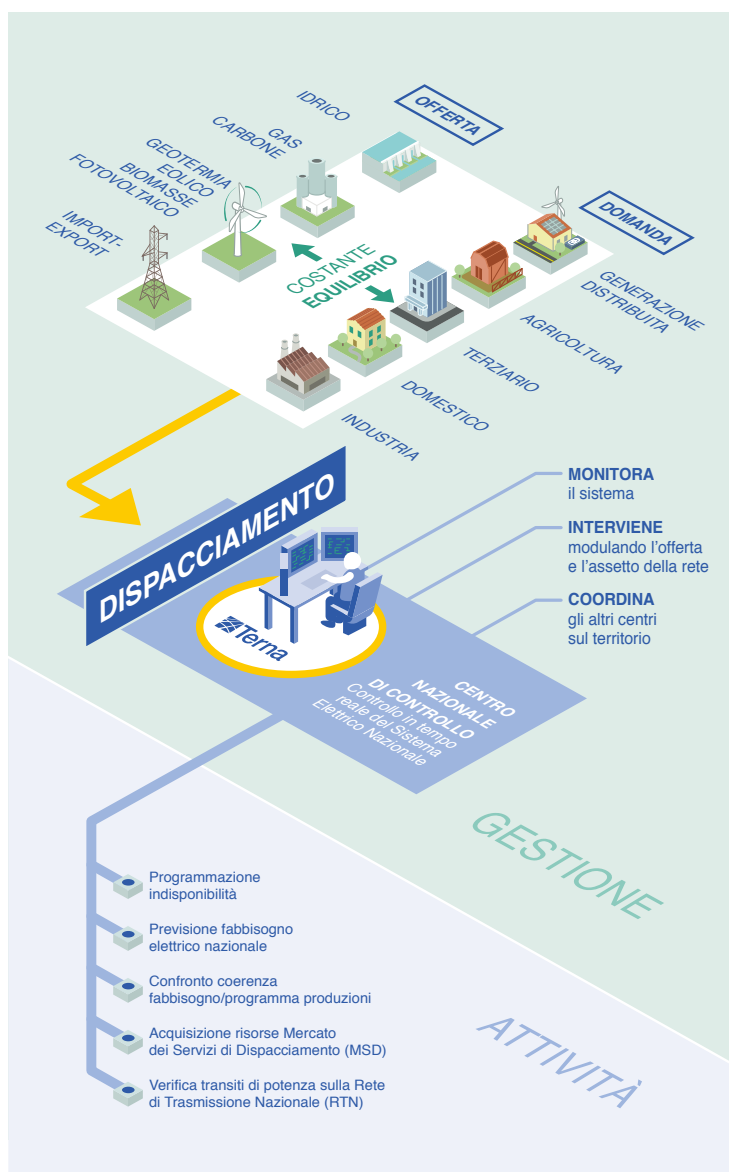 OFFERTA
IDRICO
GAS
CARBONE
GEOTERMIA
EOLICO
BIOMASSE
FOTOVOLTAICO
IMPORT-
EXPORT
COSTANTE
EQUILIBRIO
DOMANDA
GENERAZIONE
DISTRIBUITA
AGRICOLTURA
TERZIARIO
DOMESTICO
INDUSTRIA
DISPACCIAMENTO
Terna
MONITORA
il sistema
INTERVIENE
modulando l’offerta
e l’assetto della rete
COORDINA
gli altri centri
sul territorio
CENTRO
NAZIONALE
DI CONTROLLO
Controllo in tempo
reale del Sistema
Elettrico Nazionale
GESTIONE
Programmazione
indisponibilità
Previsione fabbisogno
elettrico nazionale
Confronto coerenza
fabbisogno/programma produzioni
Acquisizione risorse Mercato
dei Servizi di Dispacciamento (MSD)
Verifica transiti di potenza sulla Rete
di Trasmissione Nazionale (RTN)
ATTIVITÀ